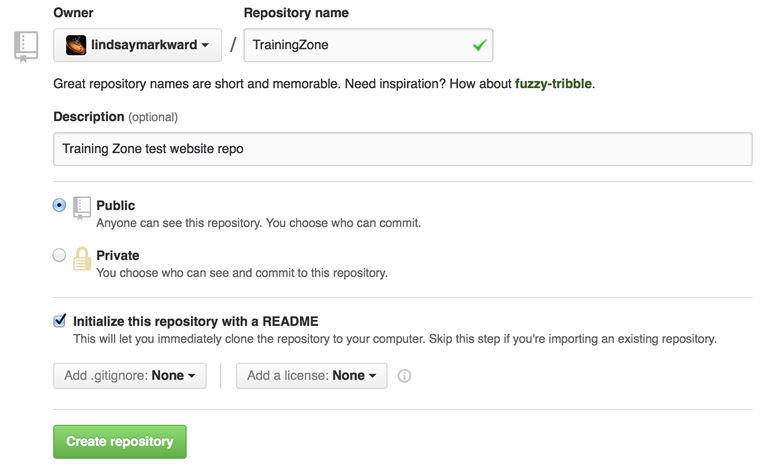 Owner Repository name
lindsaymarkward / TrainingZone
Great repository names are short and memorable. Need inspiration? How about fuzzy-tribble.
Description (optional)
Training Zone test website repo
Public
Anyone can see this repository. You choose who can commit.
Private
You choose who can see and commit to this repository.
Initialize this repository with a README
This will let you immediately clone the repository to your computer. Skip this step if you're importing an existing repository.
Add .gitignore: None Add a license: None
Create repository